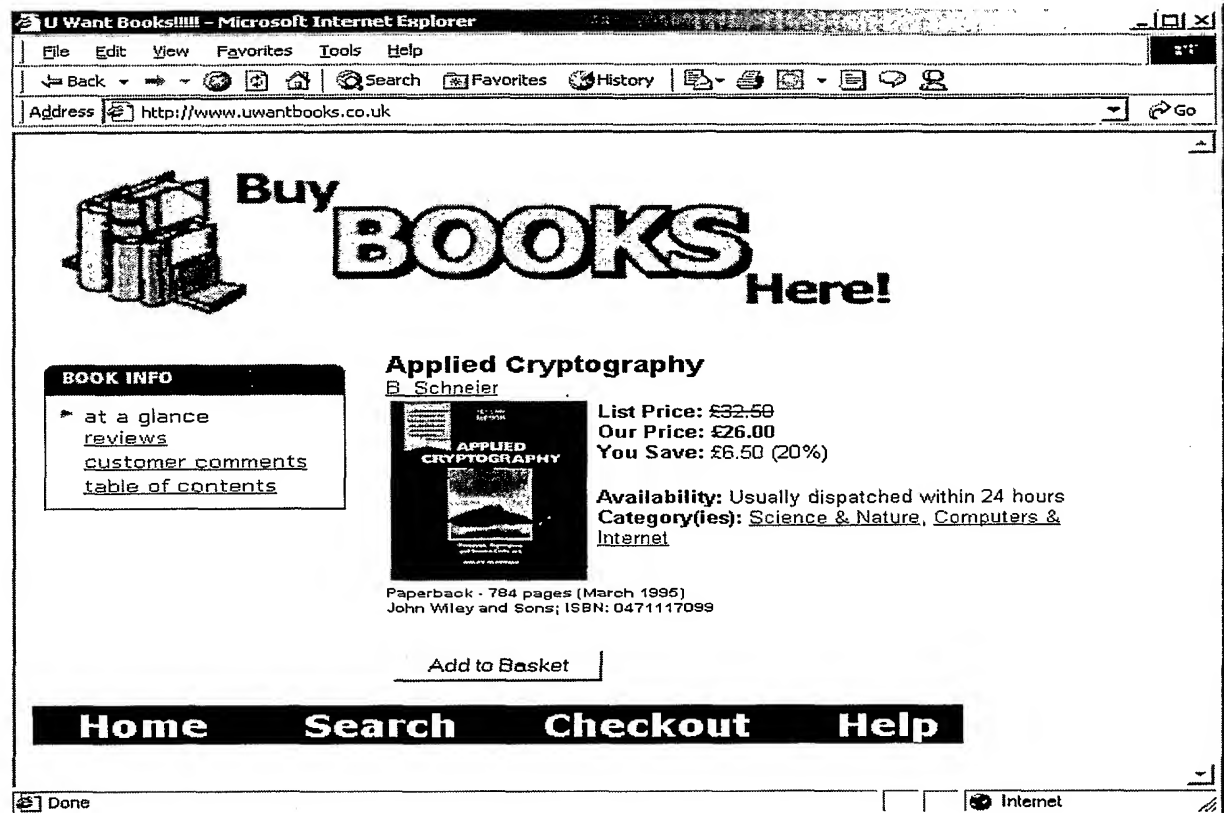 U Want Books!!!!! – Microsoft Internet Explorer
File Edit View Favorites Tools Help
Back Search Favorites History
Address http://www.uwantbooks.co.uk Go
Buy
BOOKS
Here!
BOOK INFO
at a glance
reviews
customer comments
table of contents
Applied Cryptography
B Schneier
APPLIED
CRYPTOGRAPHY
List Price: £32.50
Our Price: £26.00
You Save: £6.50 (20%)
Availability: Usually dispatched within 24 hours
Category(ies): Science & Nature, Computers &
Internet
Paperback - 784 pages (March 1995)
John Wiley and Sons; ISBN: 0471117099
Add to Basket
Home Search Checkout Help
Done Internet